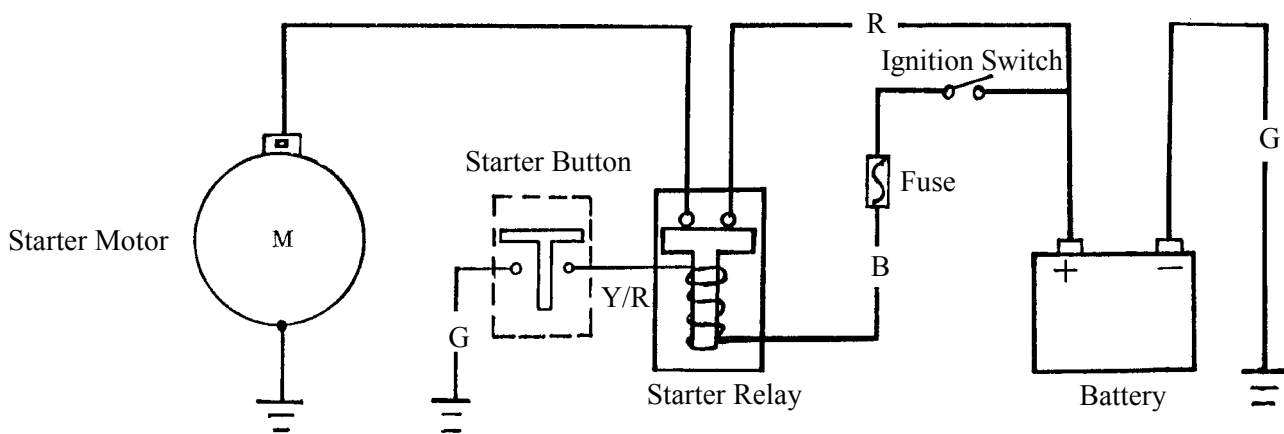 R
Ignition Switch
G
Starter Button
Fuse
Starter Motor
M
B
+
−
Y/R
G
Starter Relay
Battery